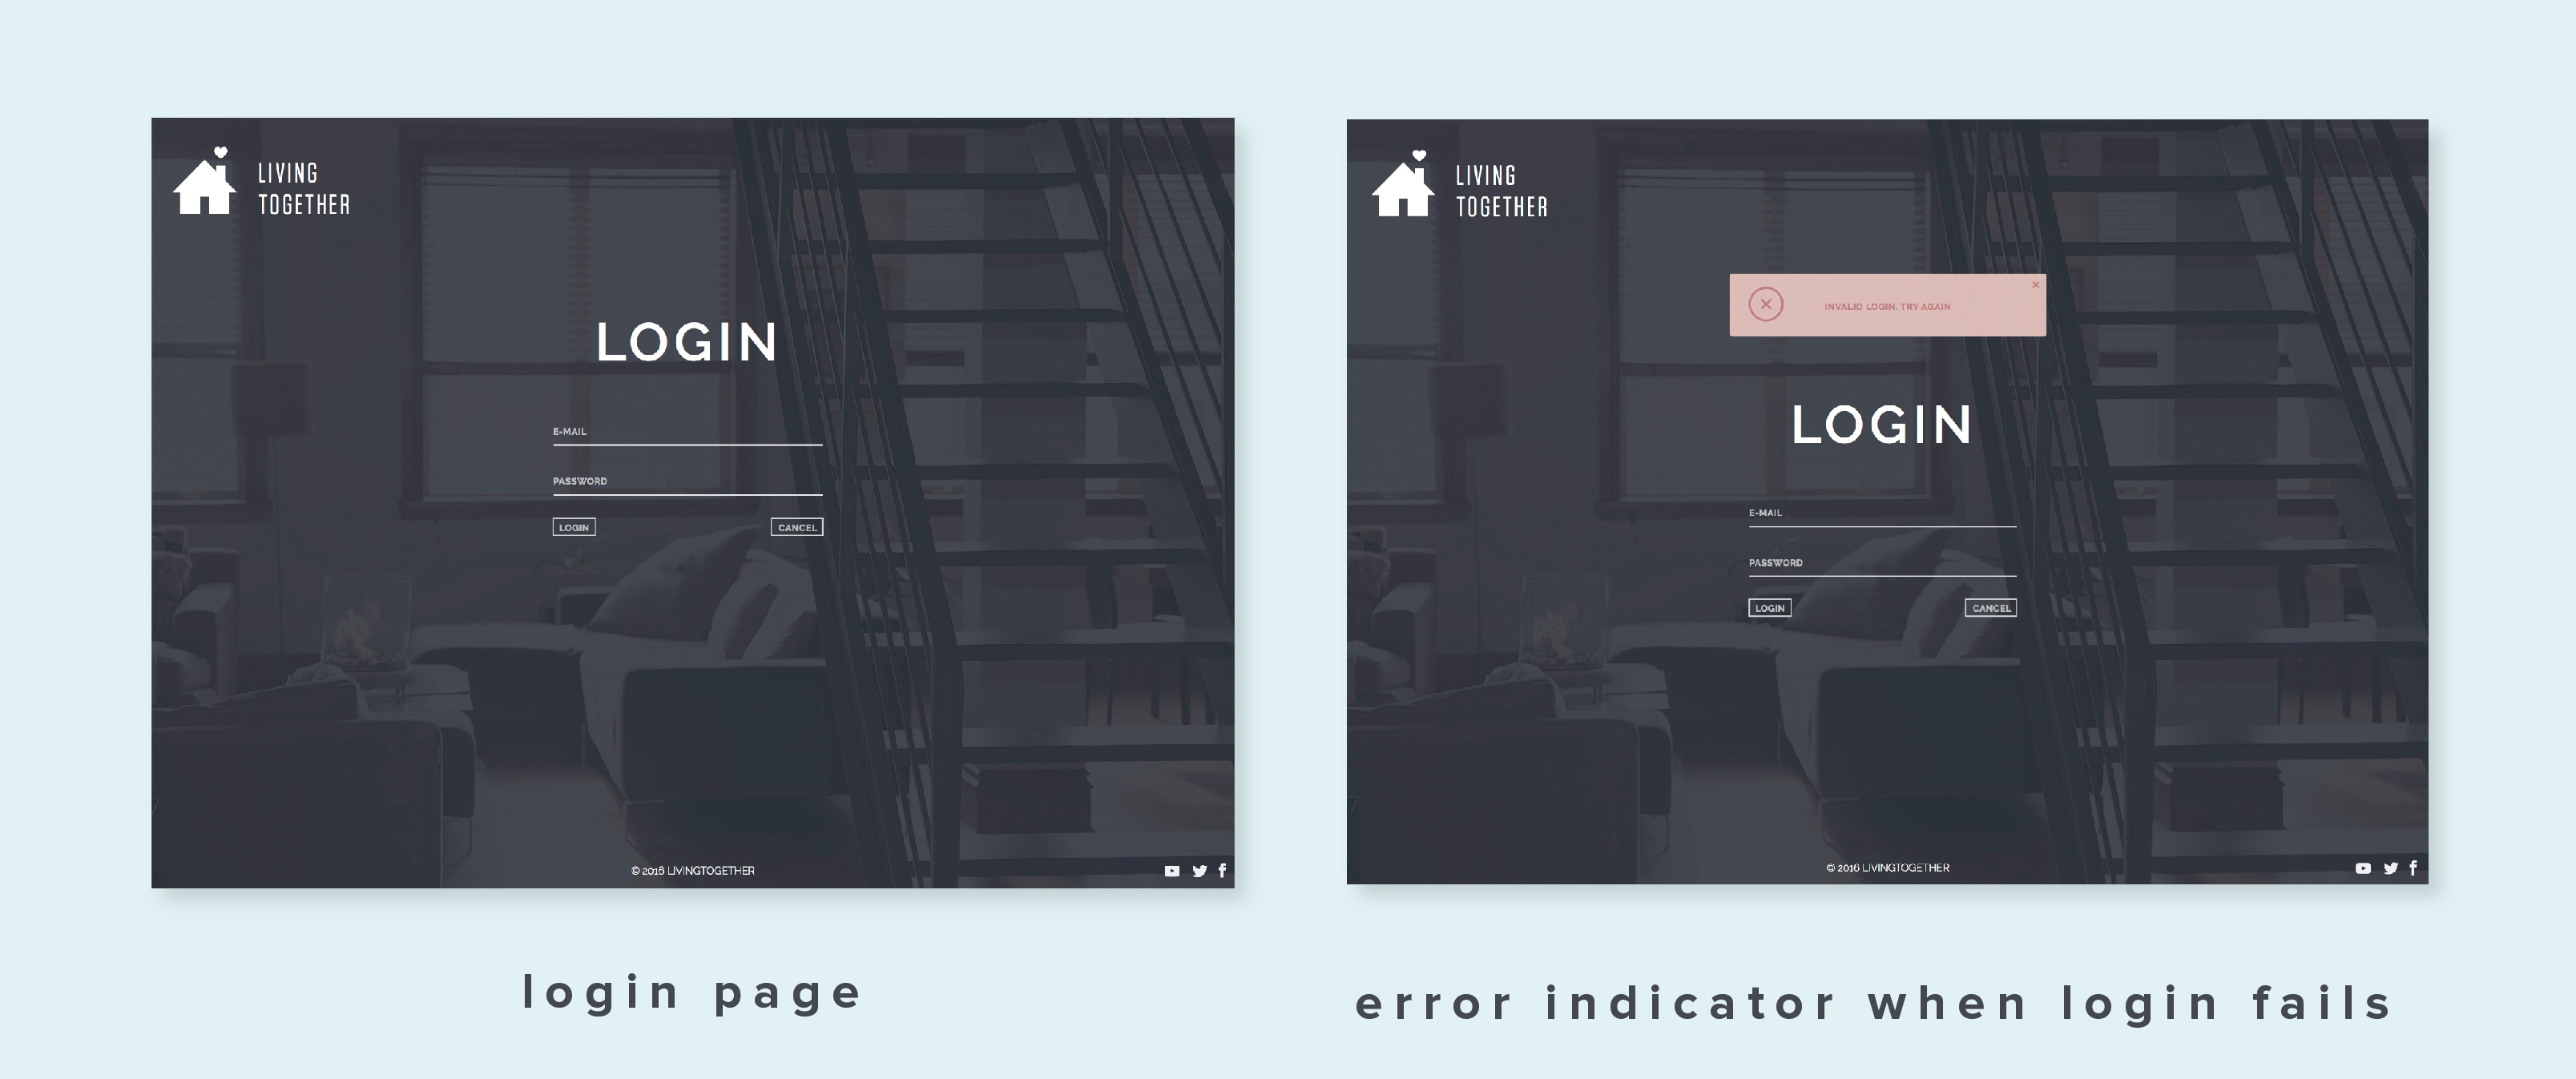 LIVING
TOGETHER
LOGIN
E-MAIL
PASSWORD
LOGIN CANCEL
© 2016 LIVINGTOGETHER
login page
LIVING
TOGETHER
INVALID LOGIN. TRY AGAIN
LOGIN
E-MAIL
PASSWORD
LOGIN CANCEL
© 2016 LIVINGTOGETHER
error indicator when login fails